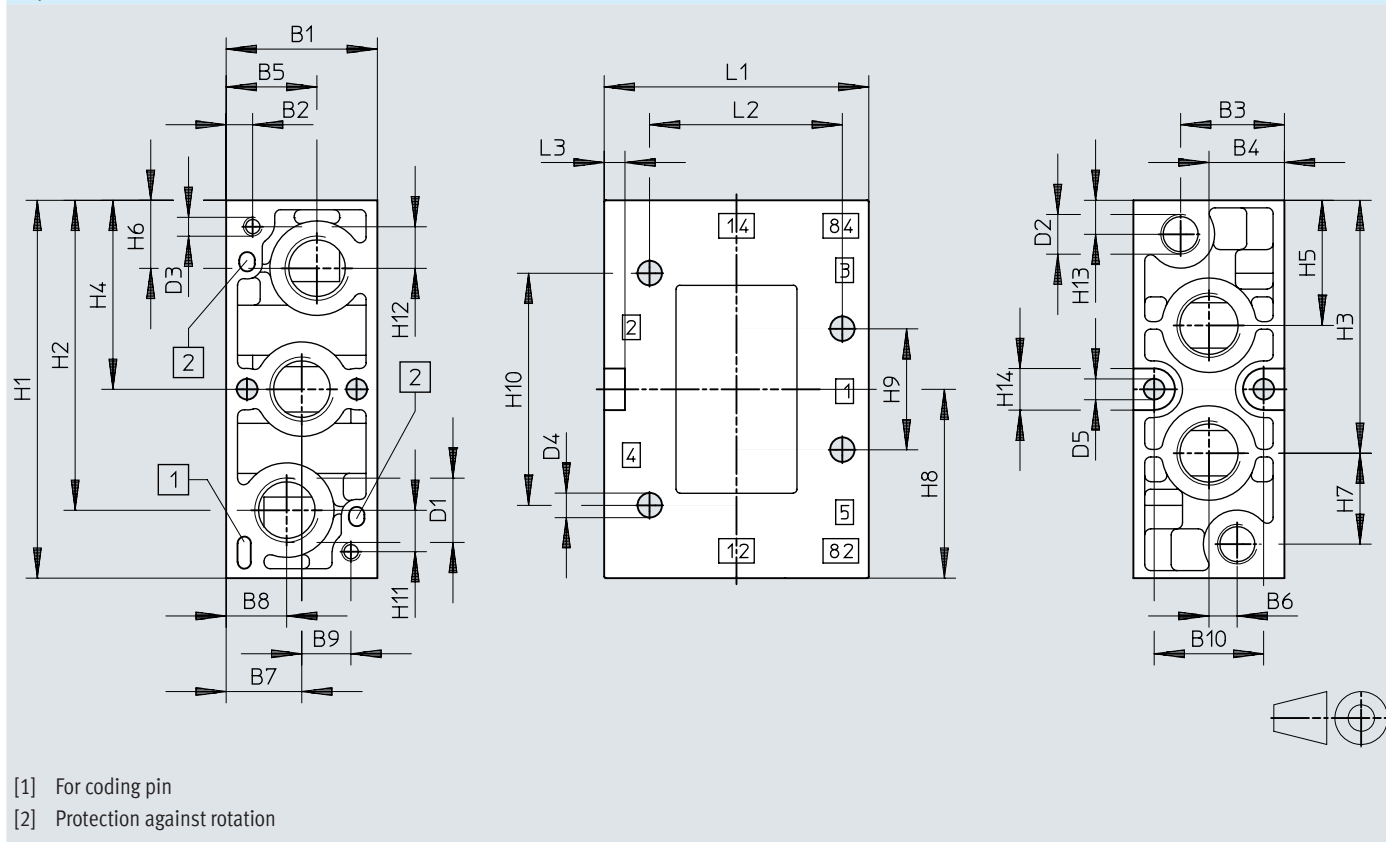 B1
B5
B2
H1
H2
H4
H6
D3
H12
2
2
1
D1
H11
B8
B9
B7
L1
L2
L3
14
84
3
2
1
4
5
12
82
H10
D4
H9
H8
B3
B4
D2
H13
H5
H3
H14
D5
H7
B6
B10
[1] For coding pin
[2] Protection against rotation